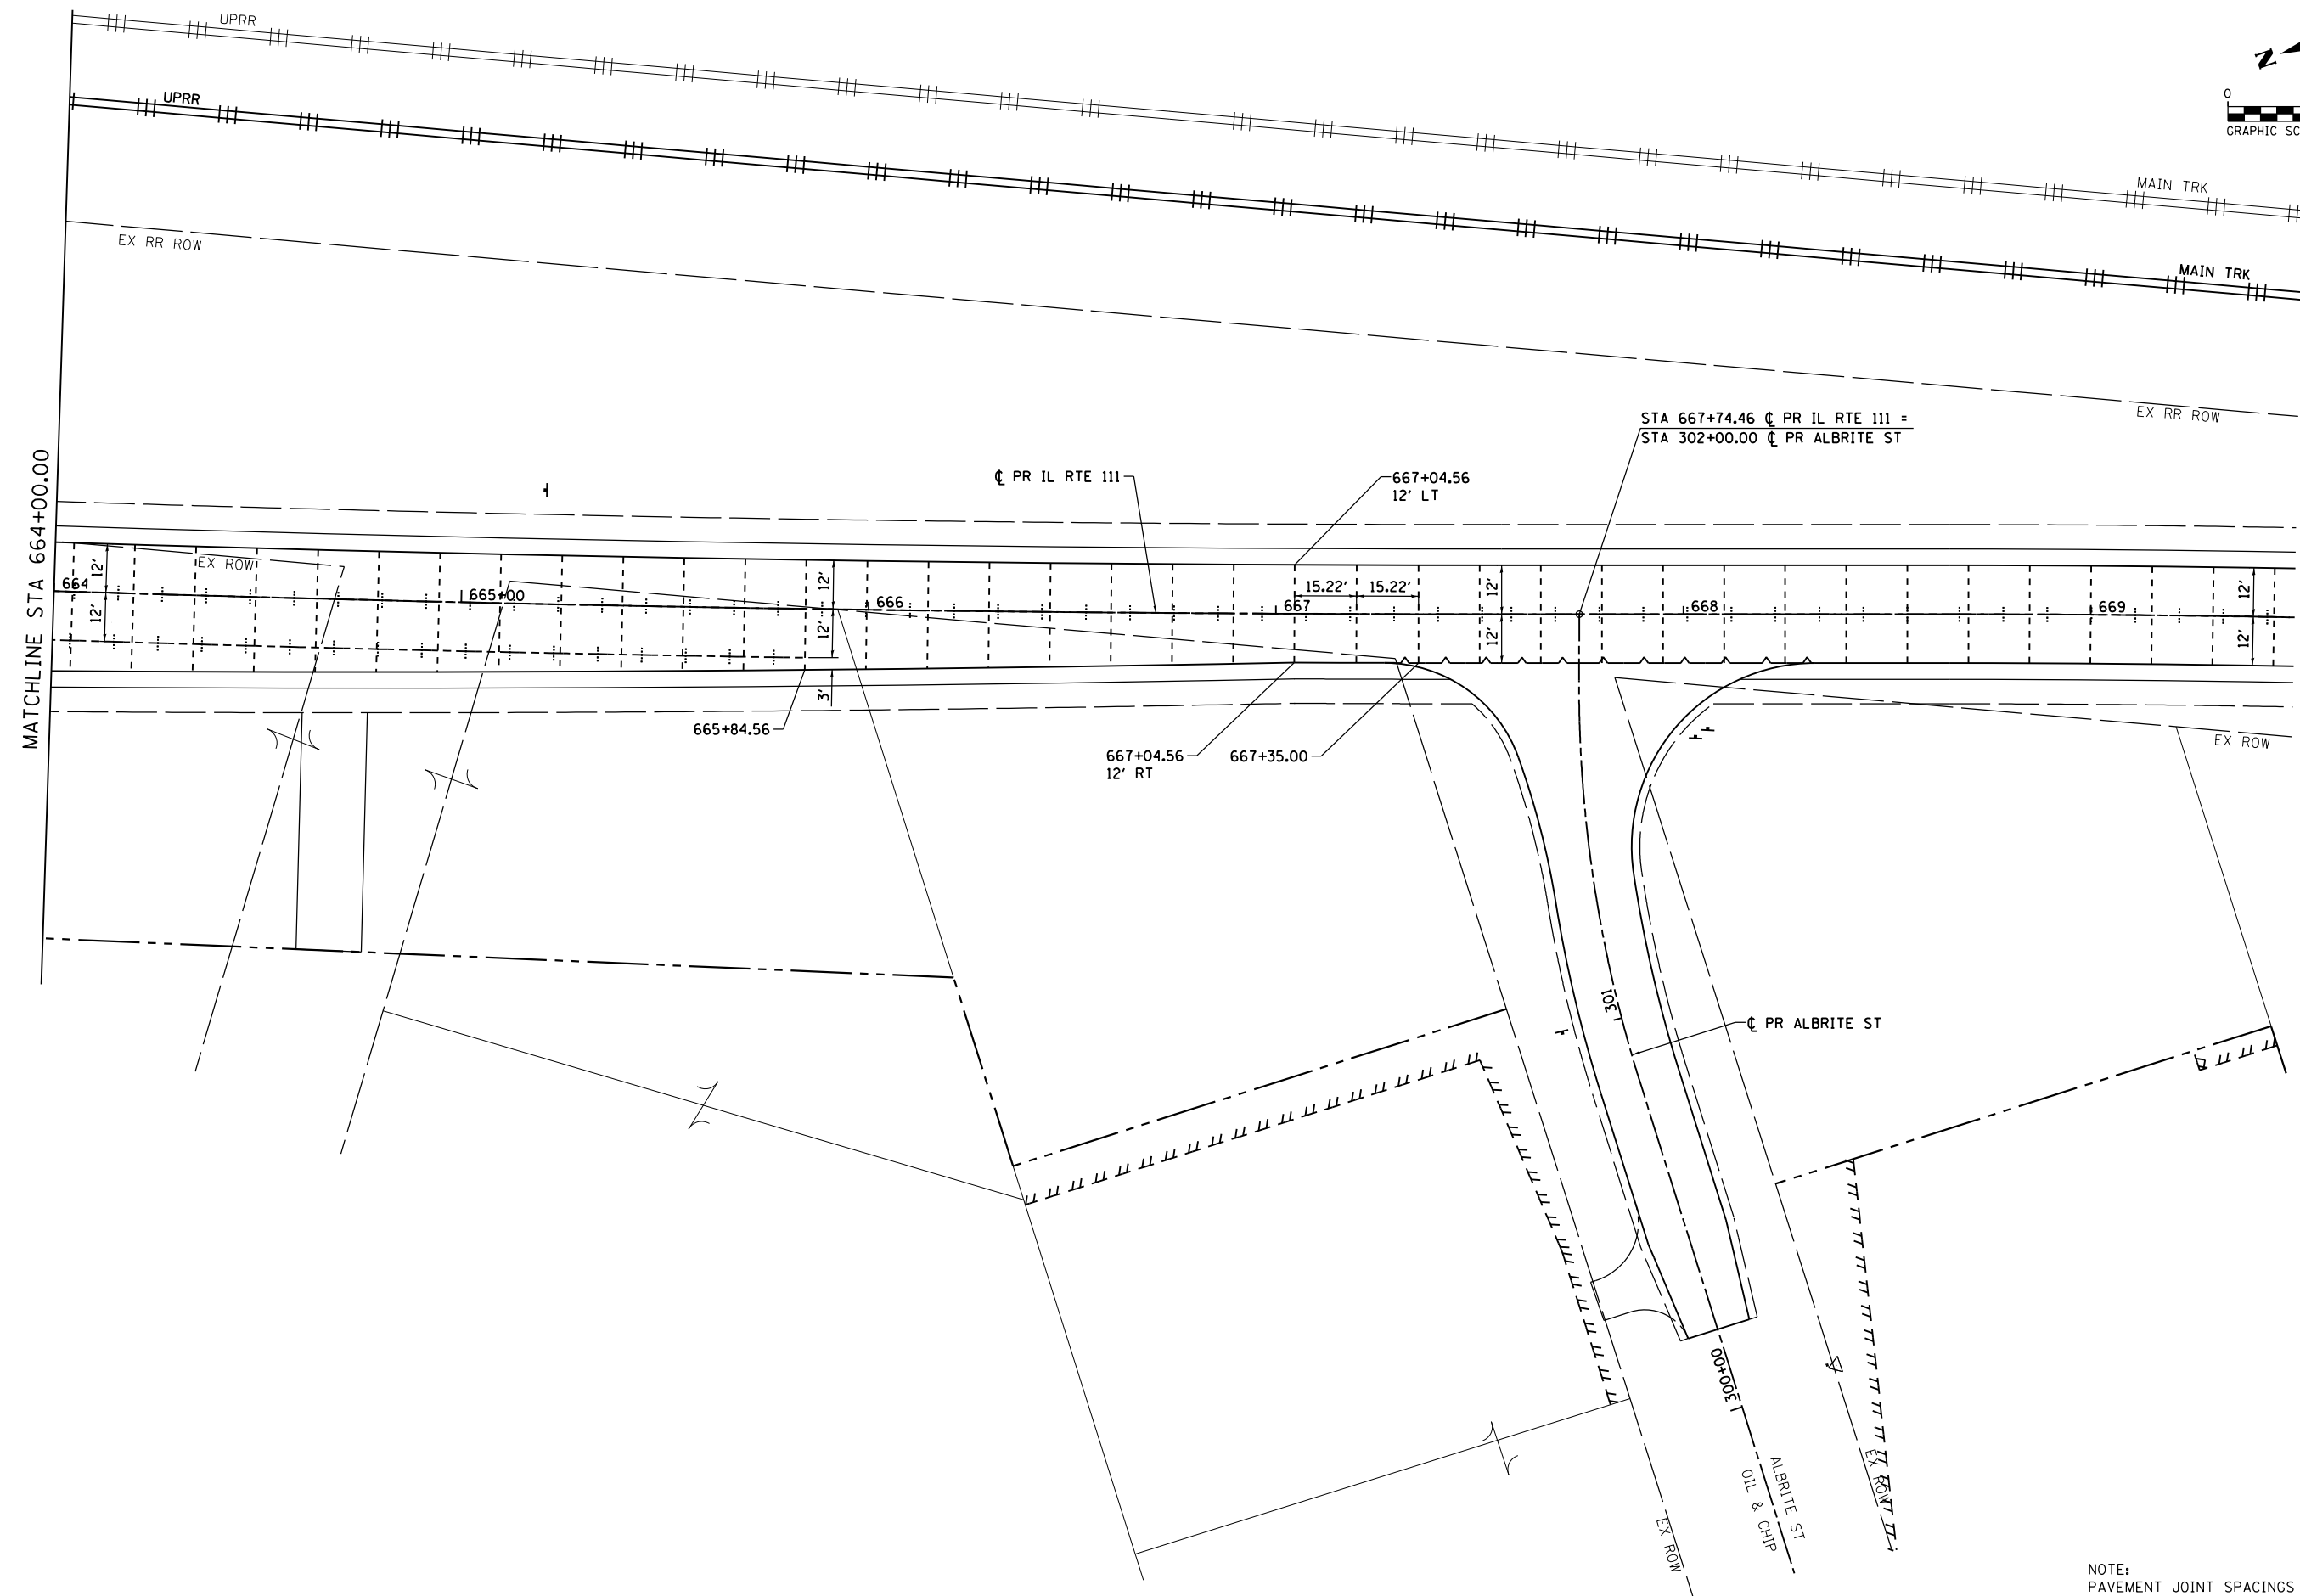 UPRR
N
0
GRAPHIC SC
UPRR
MAIN TRK
EX RR ROW
MAIN TRK
EX RR ROW
STA 667+74.46 ℄ PR IL RTE 111 =
STA 302+00.00 ℄ PR ALBRITE ST
MATCHLINE STA 664+00.00
℄ PR IL RTE 111
667+04.56
12' LT
EX ROW
12'
12'
12'
12'
664
665+00
666
667
668
669
15.22'
15.22'
12'
12'
12'
12'
3'
665+84.56
667+04.56
12' RT
667+35.00
EX ROW
301
℄ PR ALBRITE ST
300+00
ALBRITE ST
OIL & CHIP
EX ROW
EX ROW
NOTE:
PAVEMENT JOINT SPACINGS